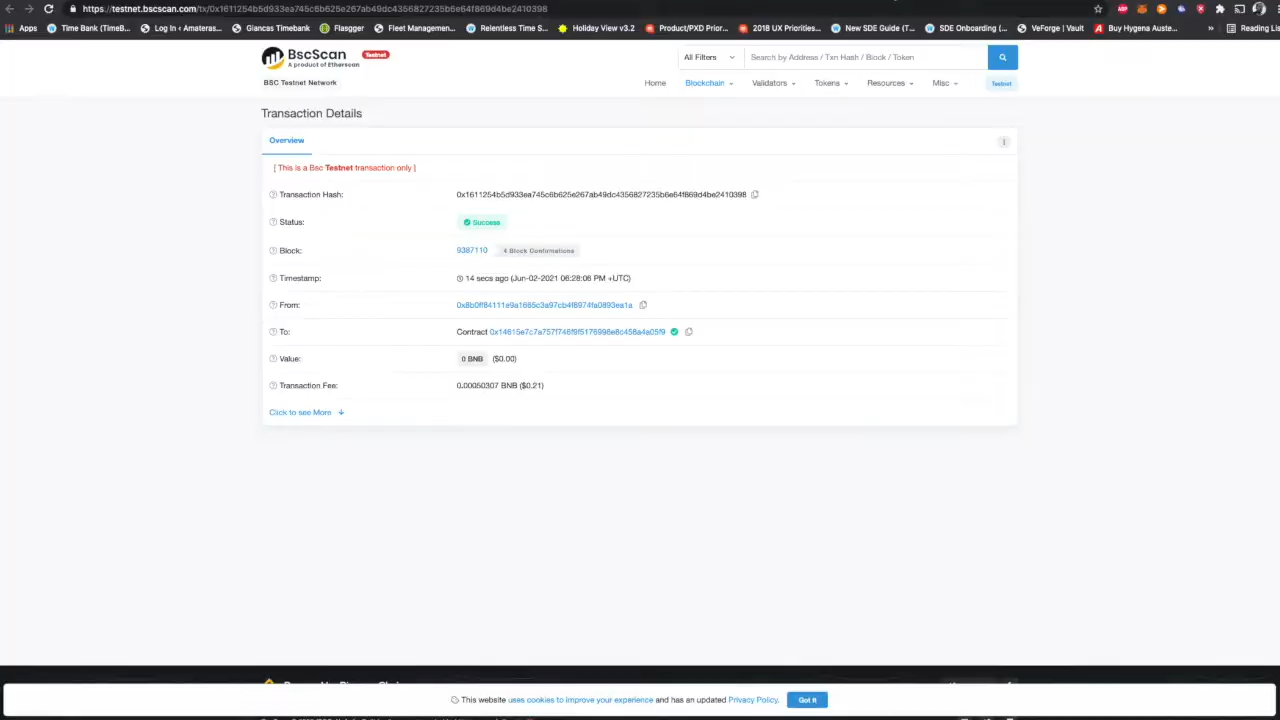 https://testnet.bscscan.com/tx/0x1611254b5d933ea745c6b625e267ab49dc4356827235b6e64f869d4be2410398
Apps Time Bank (TimeB... Log In ‹ Amateras... Giancas Timebank Flagger Fleet Managemen... Relentless Time S... Holiday View v3.2 Product/PXD Prior... 2018 UX Priorities... New SDE Guide (T... SDE Onboarding (... VeForge | Vault Buy Hygena Auste... » Reading Lis
BscScan Testnet
A product of Etherscan
All Filters Search by Address / Txn Hash / Block / Token
BSC Testnet Network
Home Blockchain Validators Tokens Resources Misc Testnet
Transaction Details
Overview
[ This is a Bsc Testnet transaction only ]
Transaction Hash: 0x1611254b5d933ea745c6b625e267ab49dc4356827235b6e64f869d4be2410398
Status: Success
Block: 9387110 4 Block Confirmations
Timestamp: 14 secs ago (Jun-02-2021 06:28:06 PM +UTC)
From: 0x8b0ff84111e9a1665c3a97cb4f8974fa0893ea1a
To: Contract 0x14615e7c7a757f746f9f5176998e8c458a4a05f9
Value: 0 BNB ($0.00)
Transaction Fee: 0.00050307 BNB ($0.21)
Click to see More
This website uses cookies to improve your experience and has an updated Privacy Policy. Got It